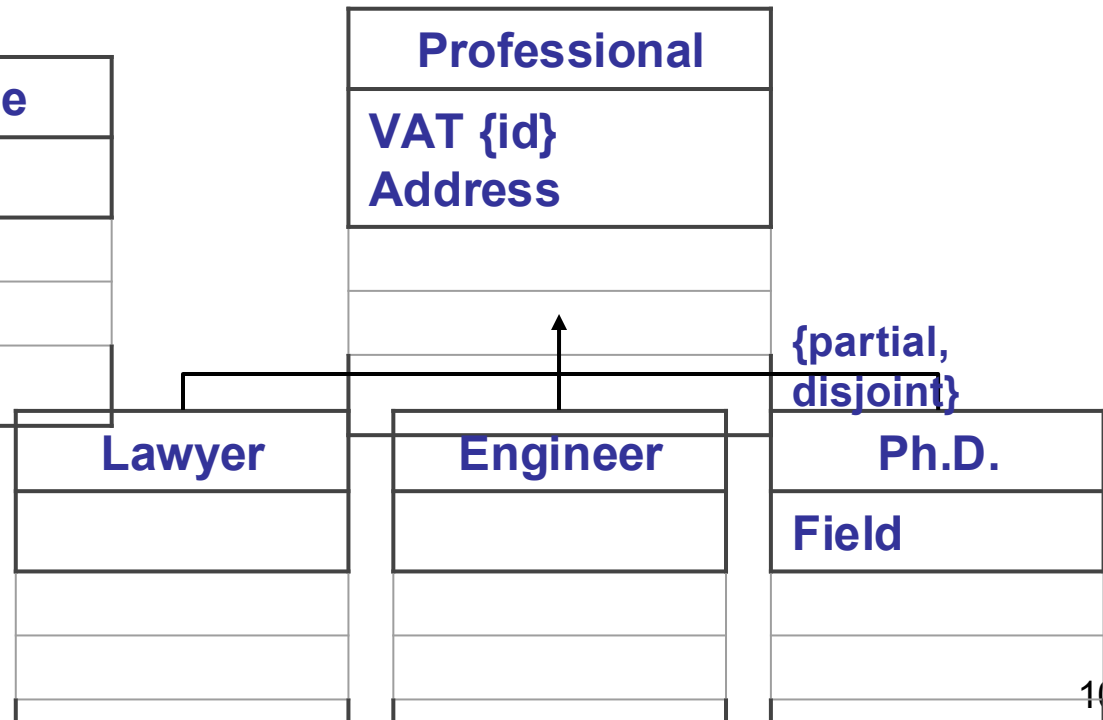 Professional
e
VAT {id}
Address
{partial,
disjoint}
Lawyer
Engineer
Ph.D.
Field